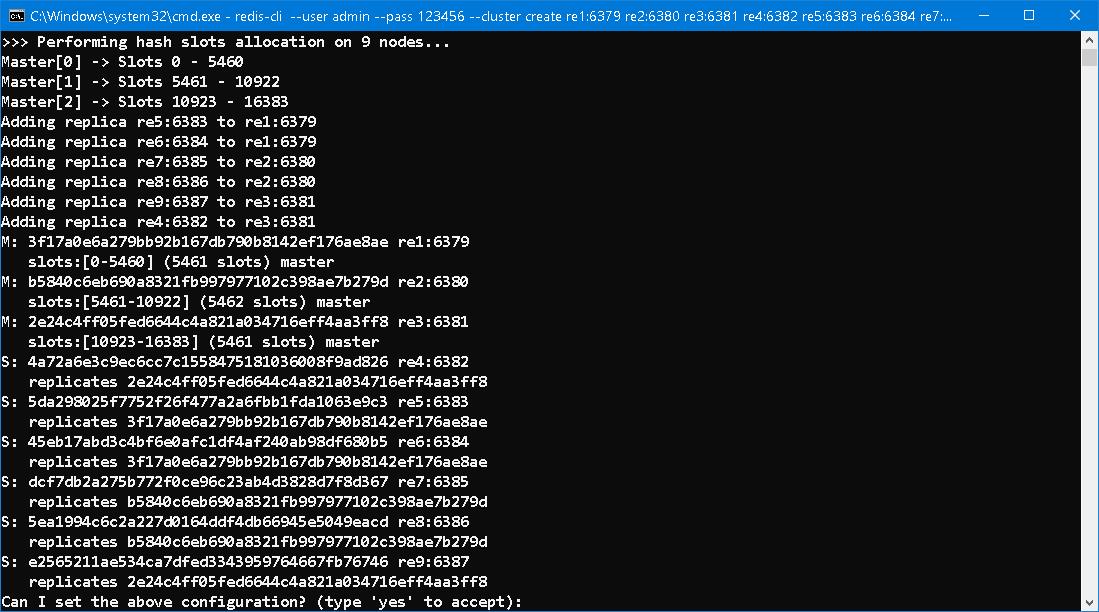 C:\Windows\system32\cmd.exe - redis-cli --user admin --pass 123456 --cluster create re1:6379 re2:6380 re3:6381 re4:6382 re5:6383 re6:6384 re7:...
>>> Performing hash slots allocation on 9 nodes...
Master[0] -> Slots 0 - 5460
Master[1] -> Slots 5461 - 10922
Master[2] -> Slots 10923 - 16383
Adding replica re5:6383 to re1:6379
Adding replica re6:6384 to re1:6379
Adding replica re7:6385 to re2:6380
Adding replica re8:6386 to re2:6380
Adding replica re9:6387 to re3:6381
Adding replica re4:6382 to re3:6381
M: 3f17a0e6a279bb92b167db790b8142ef176ae8ae re1:6379
   slots:[0-5460] (5461 slots) master
M: b5840c6eb690a8321fb997977102c398ae7b279d re2:6380
   slots:[5461-10922] (5462 slots) master
M: 2e24c4ff05fed6644c4a821a034716eff4aa3ff8 re3:6381
   slots:[10923-16383] (5461 slots) master
S: 4a72a6e3c9ec6cc7c1558475181036008f9ad826 re4:6382
   replicates 2e24c4ff05fed6644c4a821a034716eff4aa3ff8
S: 5da298025f7752f26f477a2a6fbb1fda1063e9c3 re5:6383
   replicates 3f17a0e6a279bb92b167db790b8142ef176ae8ae
S: 45eb17abd3c4bf6e0afc1df4af240ab98df680b5 re6:6384
   replicates 3f17a0e6a279bb92b167db790b8142ef176ae8ae
S: dcf7db2a275b772f0ce96c23ab4d3828d7f8d367 re7:6385
   replicates b5840c6eb690a8321fb997977102c398ae7b279d
S: 5ea1994c6c2a227d0164ddf4db66945e5049eacd re8:6386
   replicates b5840c6eb690a8321fb997977102c398ae7b279d
S: e2565211ae534ca7dfed3343959764667fb76746 re9:6387
   replicates 2e24c4ff05fed6644c4a821a034716eff4aa3ff8
Can I set the above configuration? (type 'yes' to accept):